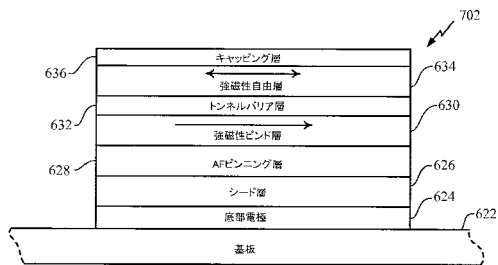 702
キャッピング層
636
634
強磁性自由層
トンネルバリア層
632
630
強磁性ピンド層
628
AFピンニング層
626
シード層
624
底部電極
622
基板